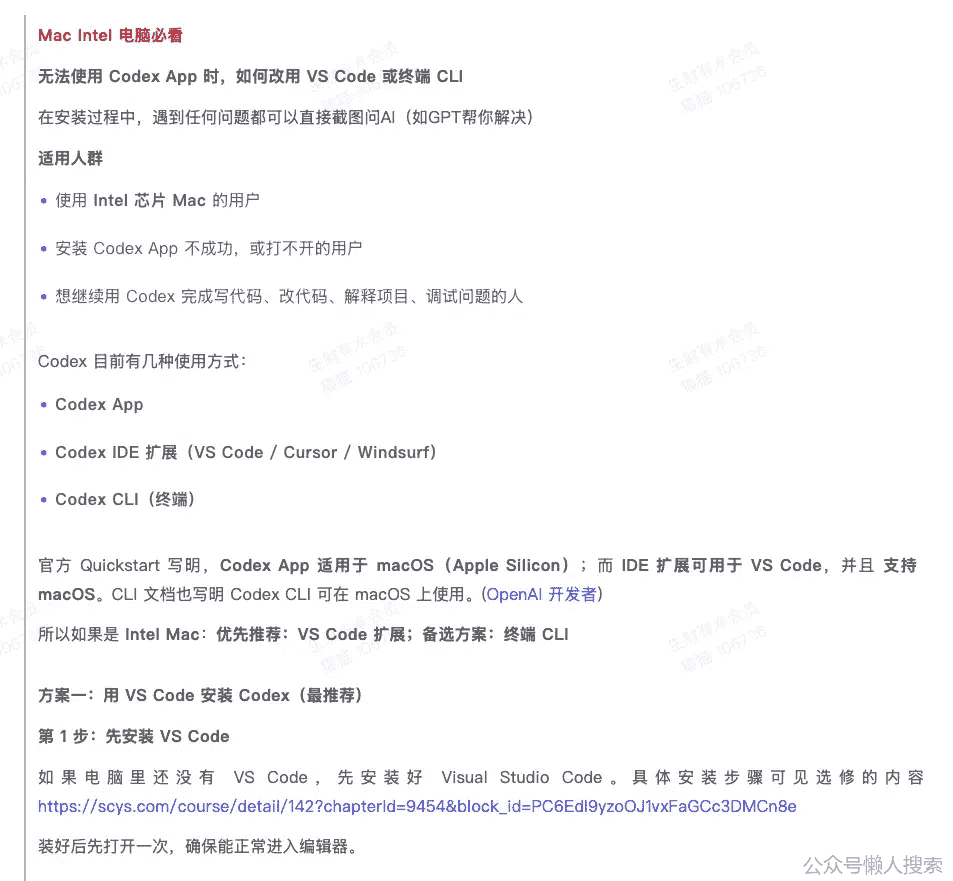 Mac Intel 电脑必看
无法使用 Codex App 时，如何改用 VS Code 或终端 CLI
在安装过程中，遇到任何问题都可以直接截图问AI（如GPT帮你解决）
适用人群
• 使用 Intel 芯片 Mac 的用户
• 安装 Codex App 不成功，或打不开的用户
• 想继续用 Codex 完成写代码、改代码、解释项目、调试问题的人
Codex 目前有几种使用方式：
• Codex App
• Codex IDE 扩展（VS Code / Cursor / Windsurf）
• Codex CLI（终端）
官方 Quickstart 写明，Codex App 适用于 macOS（Apple Silicon）；而 IDE 扩展可用于 VS Code，并且 支持
macOS。CLI 文档也写明 Codex CLI 可在 macOS 上使用。（OpenAI 开发者）
所以如果是 Intel Mac：优先推荐：VS Code 扩展；备选方案：终端 CLI
方案一：用 VS Code 安装 Codex（最推荐）
第 1 步：先安装 VS Code
如果电脑里还没有 VS Code，先安装好 Visual Studio Code。具体安装步骤可见选修的内容
https://scys.com/course/detail/142?chapterId=9454&block_id=PC6EdI9yzoOJ1vxFaGCc3DMCn8e
装好后先打开一次，确保能正常进入编辑器。
公众号懒人搜索